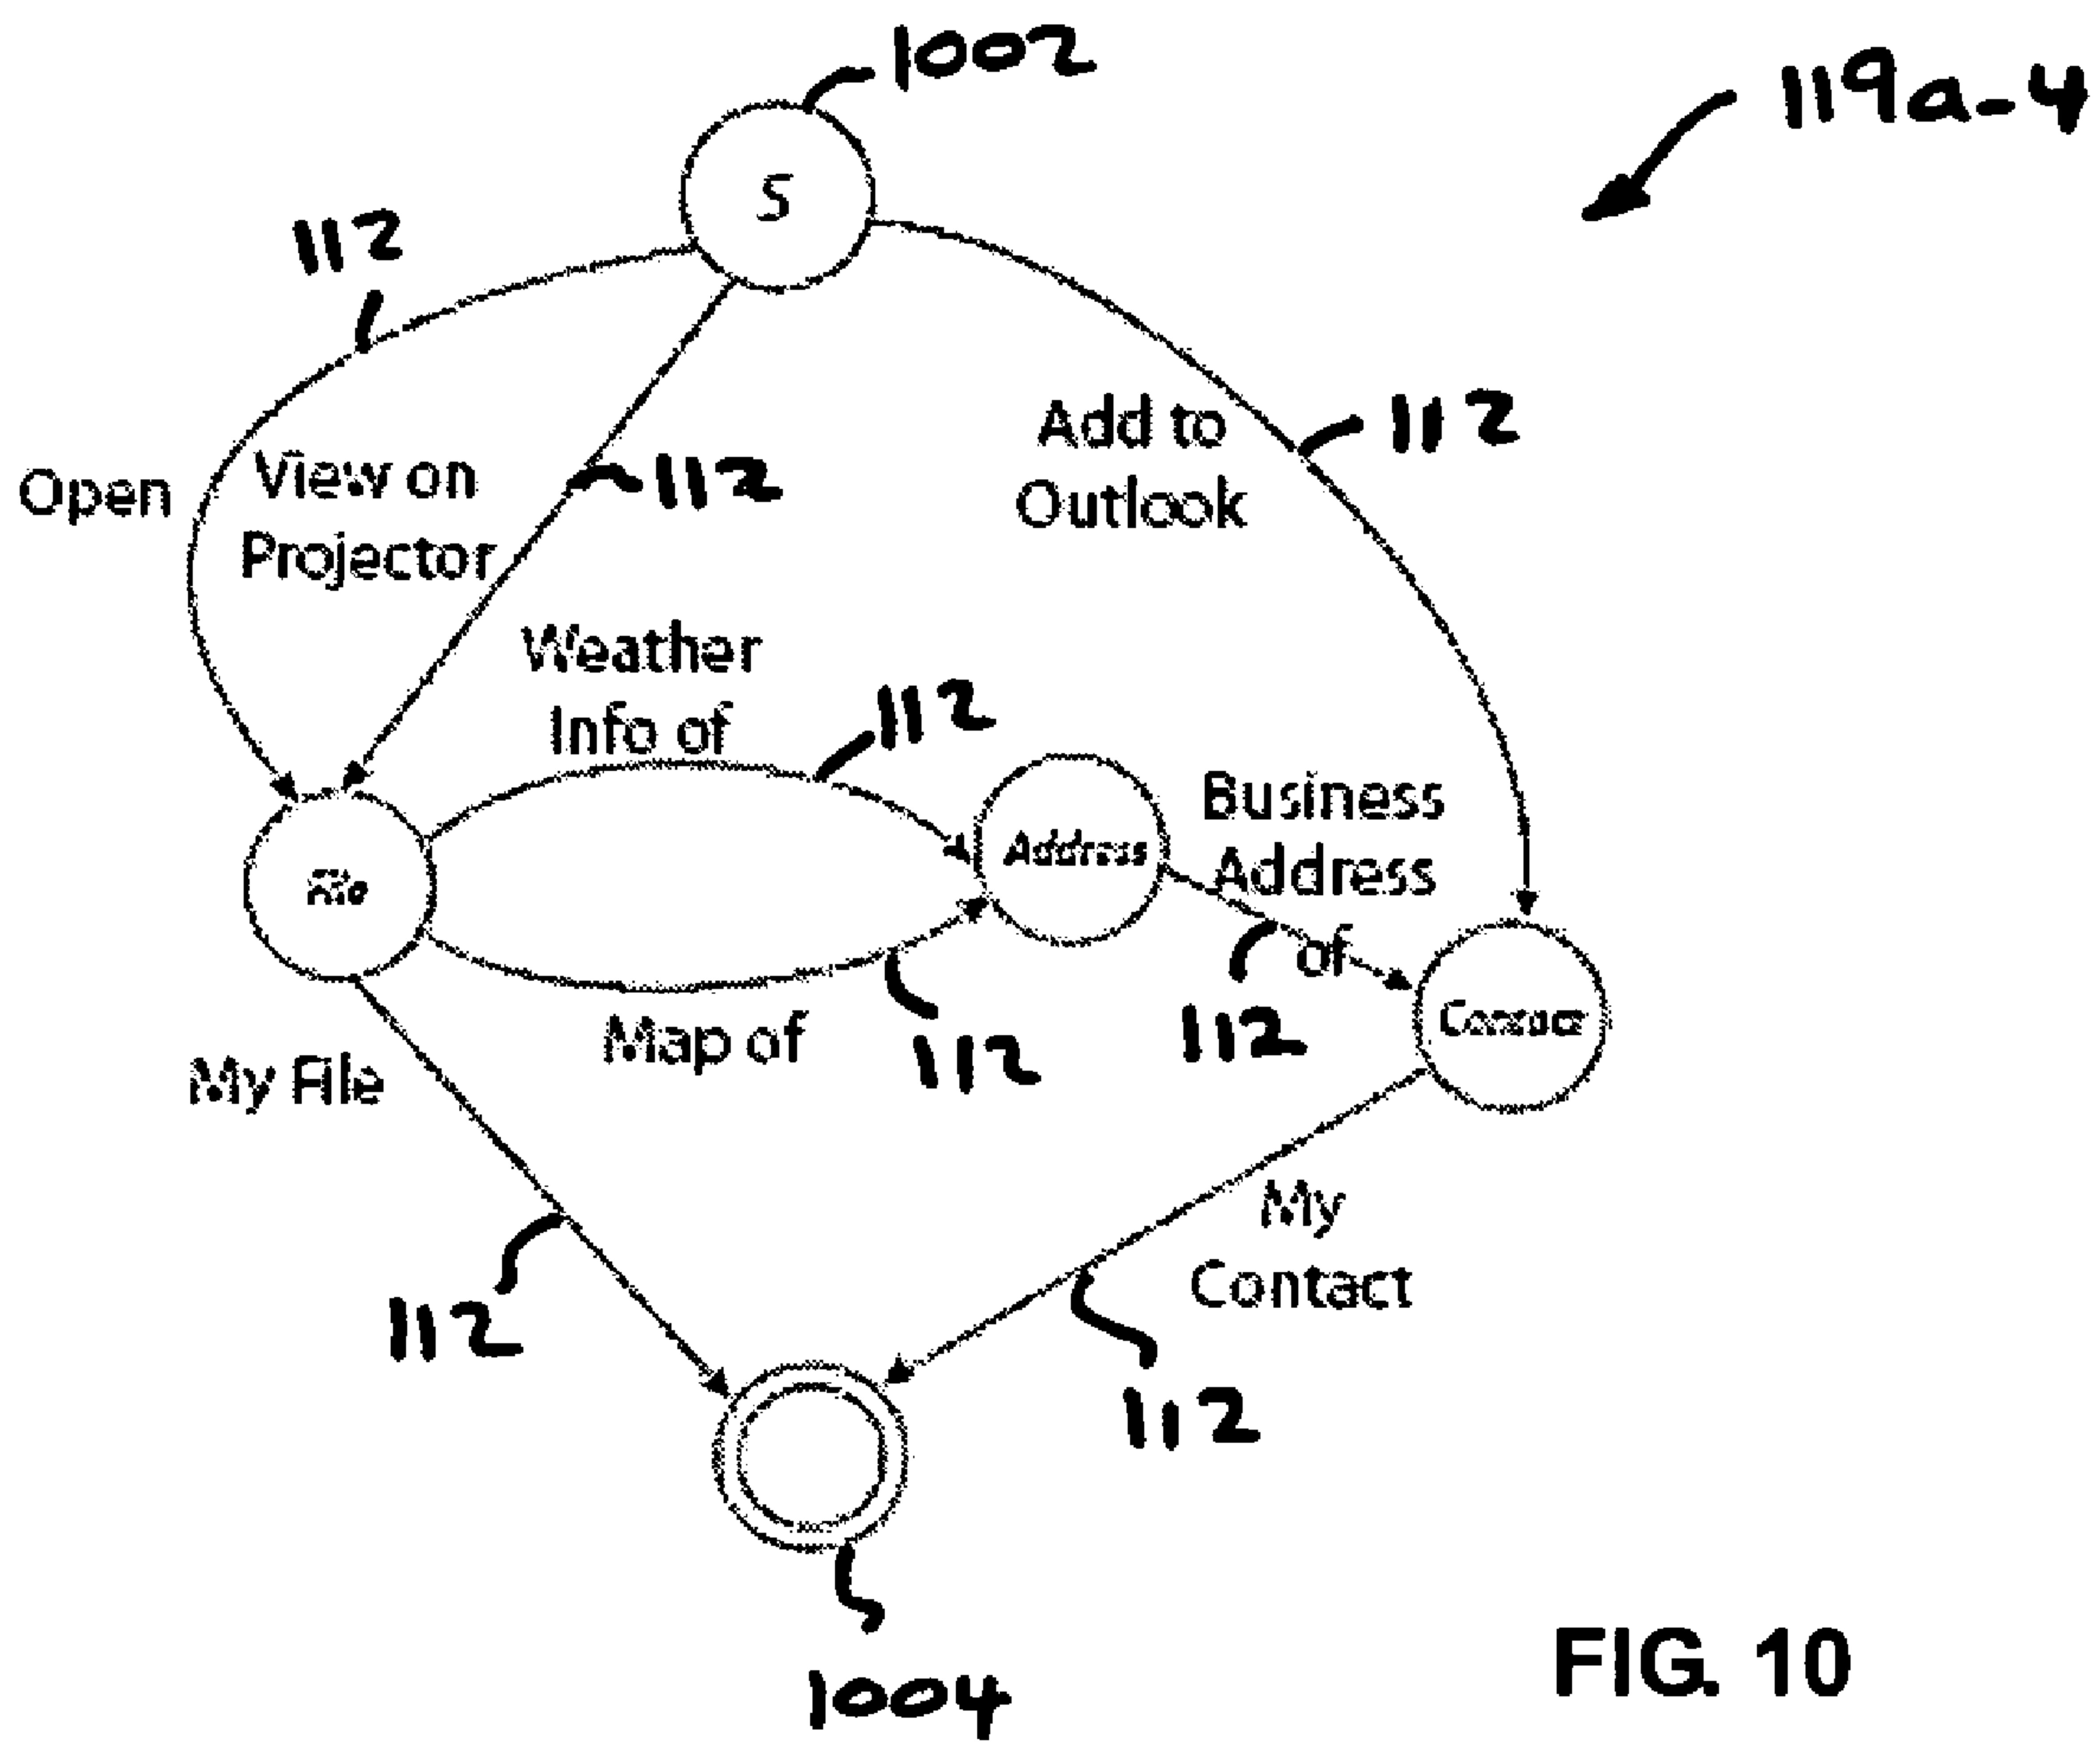 1002
119a-4
S
112
Add to
Outlook
112
Open
View on
Projector
112
Weather
Info of
112
Business
Address
of
Address
File
112
Contact
Map of
112
My File
My
Contact
112
112
1004
FIG. 10